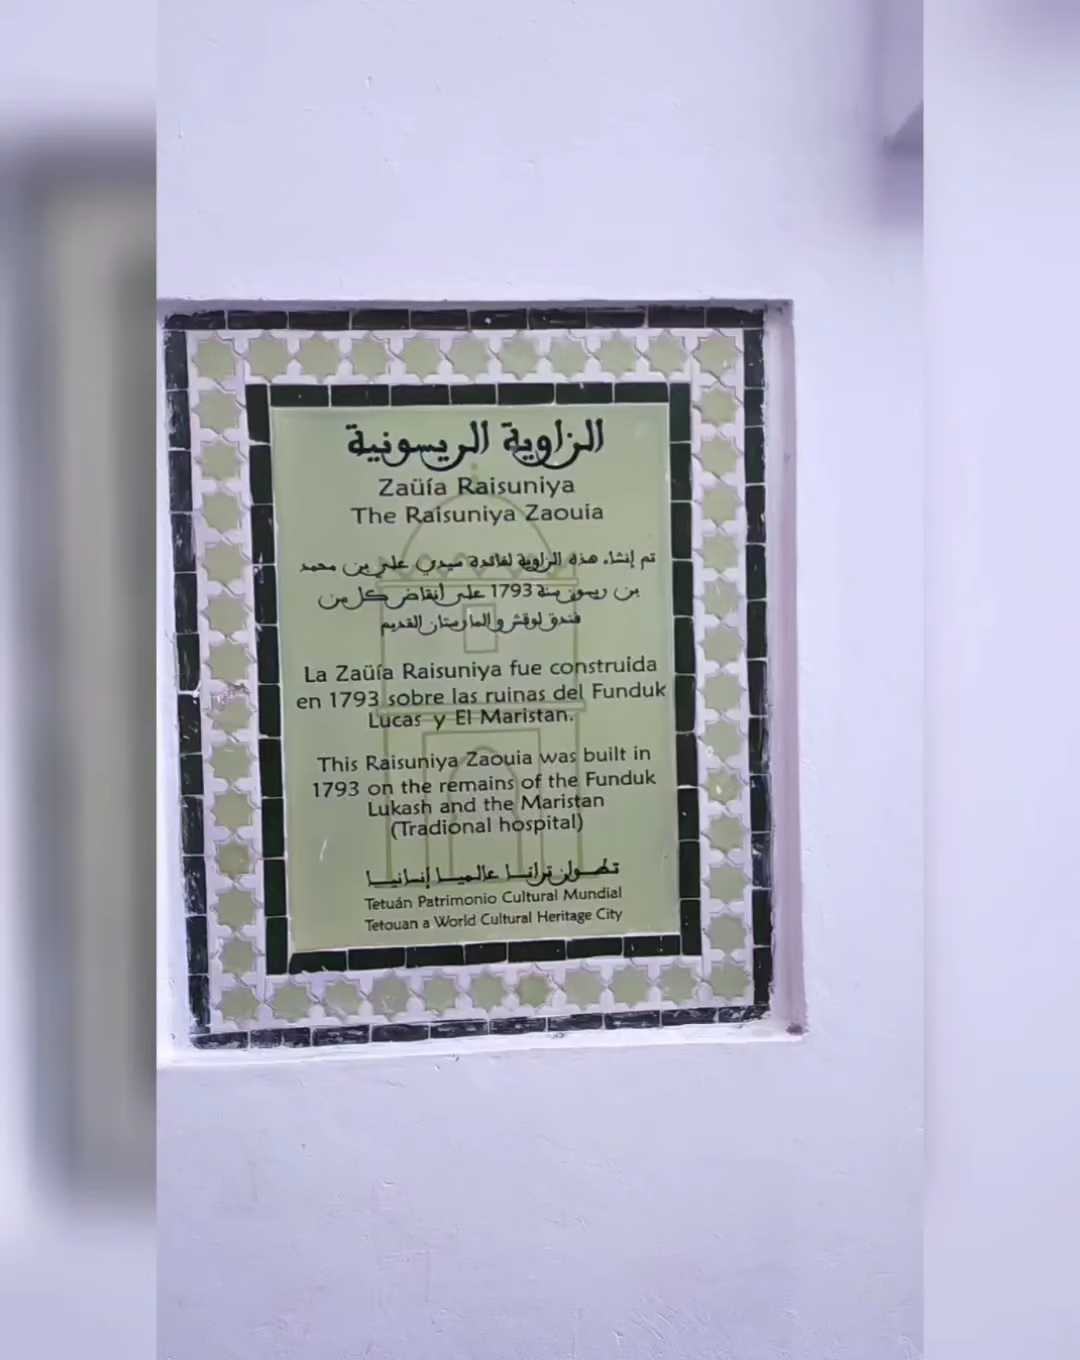 الزاوية الريسونية
Zaüía Raisuniya
The Raisuniya Zaouia
تم إنشاء هذه الزاوية لفائدة سيدي علي بن محمد
بن ريسون سنة 1793 على أنقاض كل من
فندق لوقش و المارستان القديم
La Zaüía Raisuniya fue construida
en 1793 sobre las ruinas del Funduk
Lucas y El Maristan.
This Raisuniya Zaouia was built in
1793 on the remains of the Funduk
Lukash and the Maristan
(Tradional hospital)
تطوان تراثا عالميا إنسانيا
Tetuán Patrimonio Cultural Mundial
Tetouan a World Cultural Heritage City